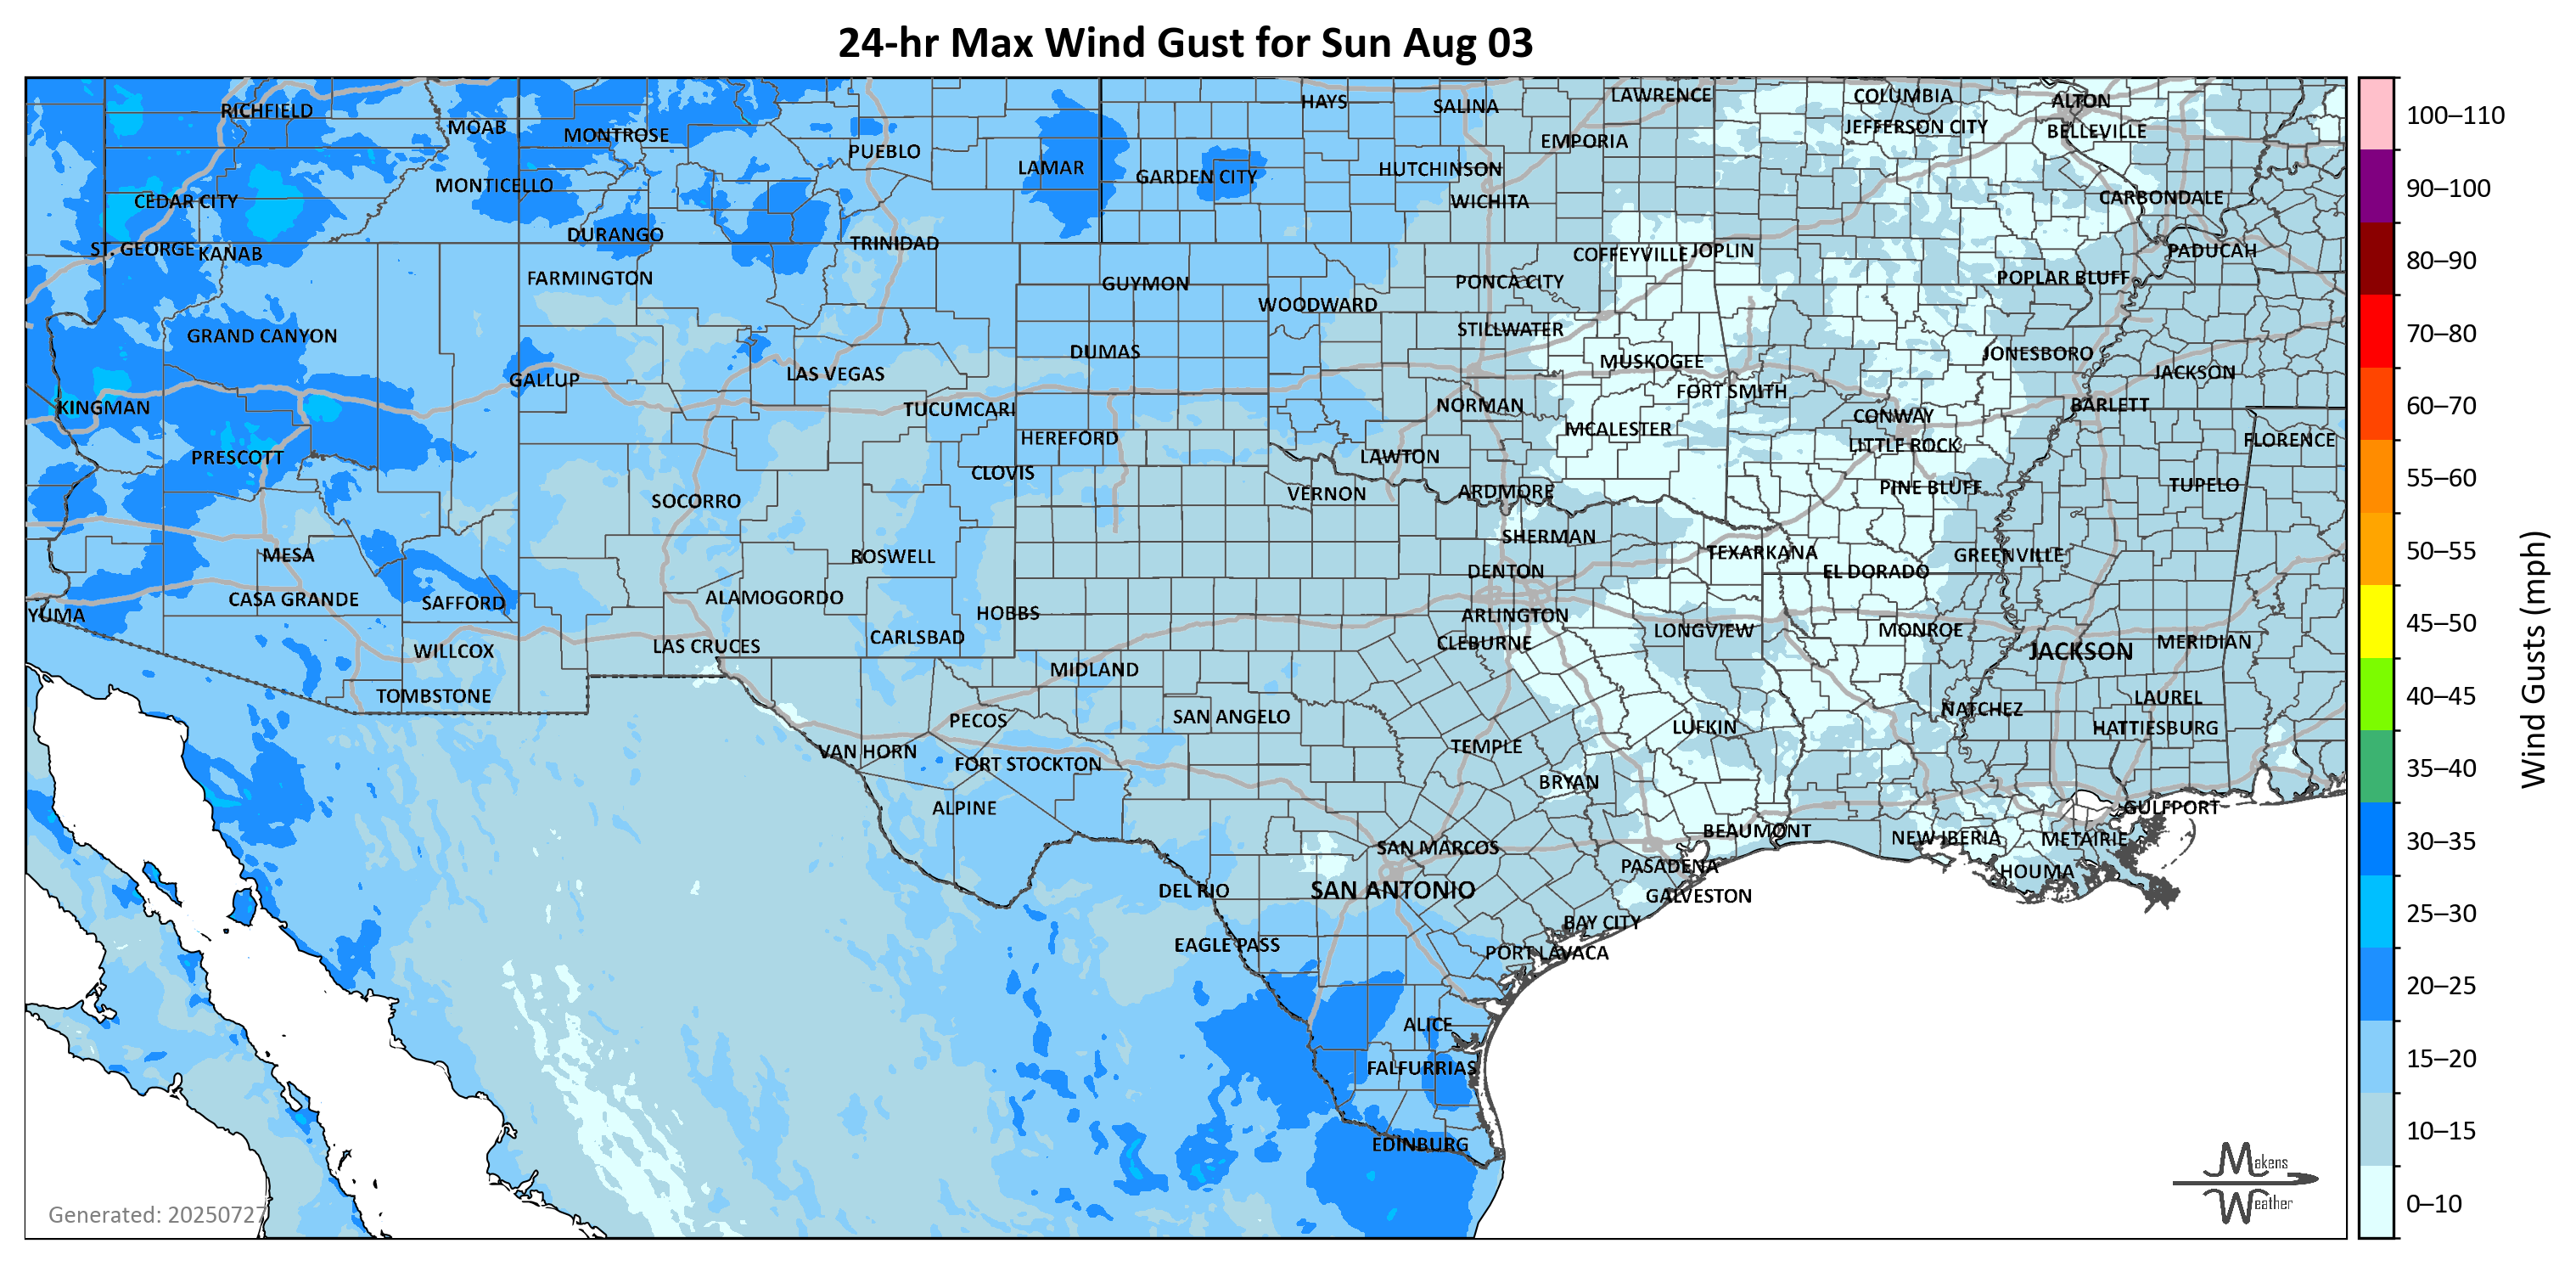 24-hr Max Wind Gust for Sun Aug 03
HAYS
SALINA
LAWRENCE
COLUMBIA
ALTON
RICHFIELD
MOAB
MONTROSE
PUEBLO
EMPORIA
JEFFERSON CITY
BELLEVILLE
LAMAR
GARDEN CITY
HUTCHINSON
MONTICELLO
CEDAR CITY
WICHITA
CARBONDALE
DURANGO
TRINIDAD
ST. GEORGE
KANAB
COFFEYVILLE
JOPLIN
PADUCAH
FARMINGTON
GUYMON
PONCA CITY
POPLAR BLUFF
WOODWARD
GRAND CANYON
STILLWATER
DUMAS
MUSKOGEE
JONESBORO
GALLUP
LAS VEGAS
FORT SMITH
JACKSON
KINGMAN
TUCUMCARI
NORMAN
CONWAY
BARLETT
PRESCOTT
HEREFORD
MCALESTER
LITTLE ROCK
FLORENCE
CLOVIS
LAWTON
SOCORRO
VERNON
ARDMORE
PINE BLUFF
TUPELO
MESA
ROSWELL
SHERMAN
TEXARKANA
GREENVILLE
DENTON
EL DORADO
CASA GRANDE
SAFFORD
ALAMOGORDO
YUMA
HOBBS
ARLINGTON
WILLCOX
LAS CRUCES
CARLSBAD
CLEBURNE
LONGVIEW
MONROE
JACKSON
MERIDIAN
TOMBSTONE
MIDLAND
PECOS
SAN ANGELO
NATCHEZ
LAUREL
VAN HORN
FORT STOCKTON
TEMPLE
LUFKIN
HATTIESBURG
ALPINE
BRYAN
GULFPORT
SAN MARCOS
BEAUMONT
NEW IBERIA
METAIRIE
DEL RIO
SAN ANTONIO
PASADENA
HOUMA
GALVESTON
EAGLE PASS
BAY CITY
PORT LAVACA
ALICE
FALFURRIAS
EDINBURG
Generated: 20250727
Makens
Weather
100–110
90–100
80–90
70–80
60–70
55–60
50–55
45–50
40–45
35–40
30–35
25–30
20–25
15–20
10–15
0–10
Wind Gusts (mph)